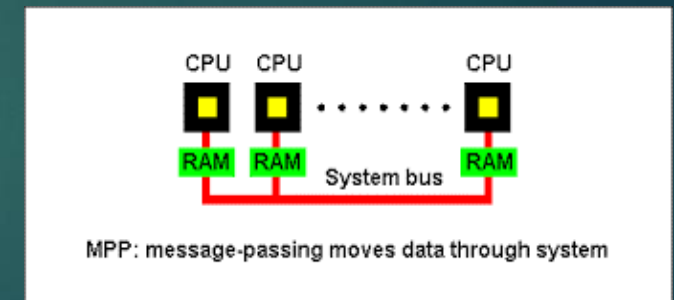 CPU CPU CPU
RAM RAM RAM
System bus
MPP: message-passing moves data through system